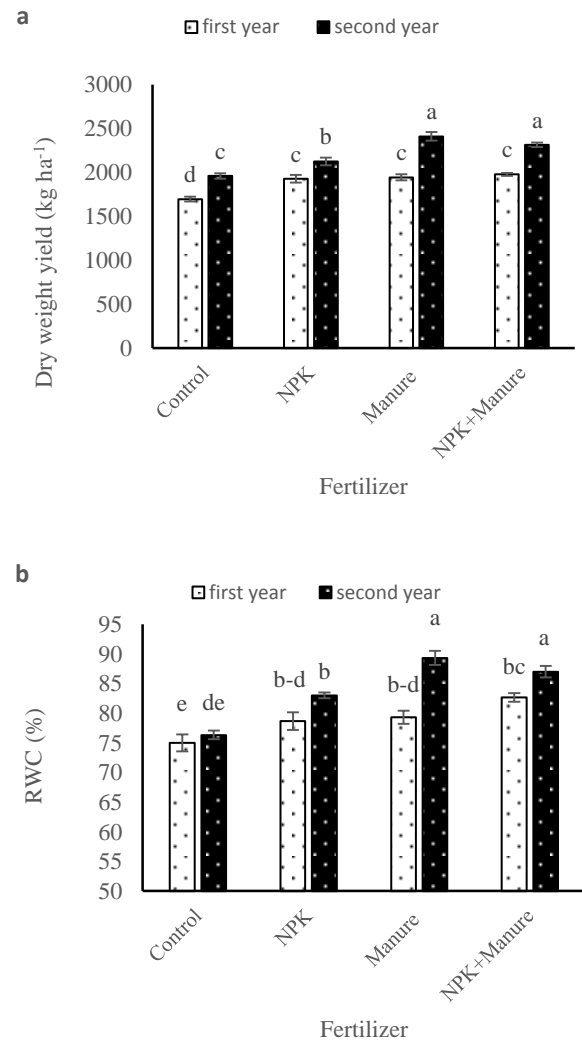 a
first year second year
Dry weight yield (kg ha⁻¹)
3000
2500
2000
1500
1000
500
0
d c c b c a c a
Control NPK Manure NPK+Manure
Fertilizer
b
first year second year
RWC (%)
95
90
85
80
75
70
65
60
55
50
e de b-d b b-d a bc a
Control NPK Manure NPK+Manure
Fertilizer